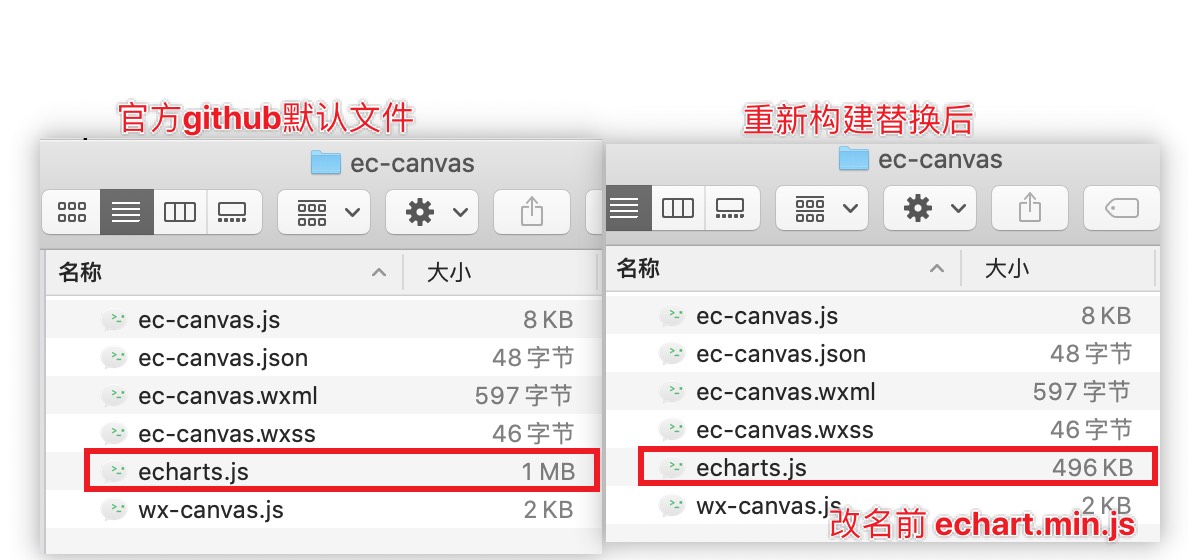 官方github默认文件
ec-canvas
名称 大小
ec-canvas.js 8 KB
ec-canvas.json 48 字节
ec-canvas.wxml 597 字节
ec-canvas.wxss 46 字节
echarts.js 1 MB
wx-canvas.js 2 KB
重新构建替换后
ec-canvas
名称 大小
ec-canvas.js 8 KB
ec-canvas.json 48 字节
ec-canvas.wxml 597 字节
ec-canvas.wxss 46 字节
echarts.js 496 KB
wx-canvas.js 2 KB
改名前 echart.min.js